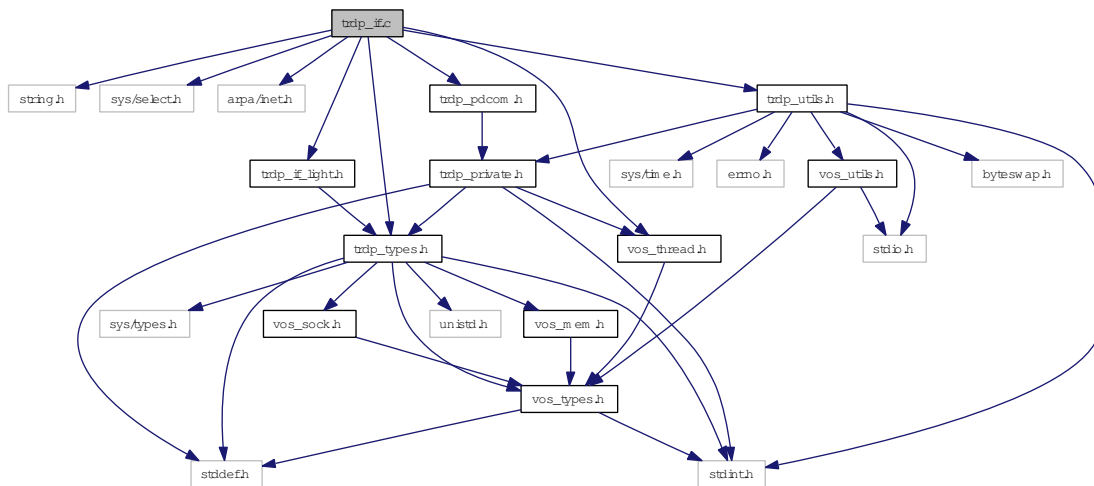 trdp_if.c
string.h
sys/select.h
arpa/inet.h
trdp_pdcom.h
trdp_utils.h
trdp_if_light.h
trdp_private.h
sys/time.h
errno.h
vos_utils.h
byteswap.h
trdp_types.h
vos_thread.h
stdio.h
sys/types.h
vos_sock.h
unistd.h
vos_mem.h
vos_types.h
stddef.h
stdint.h